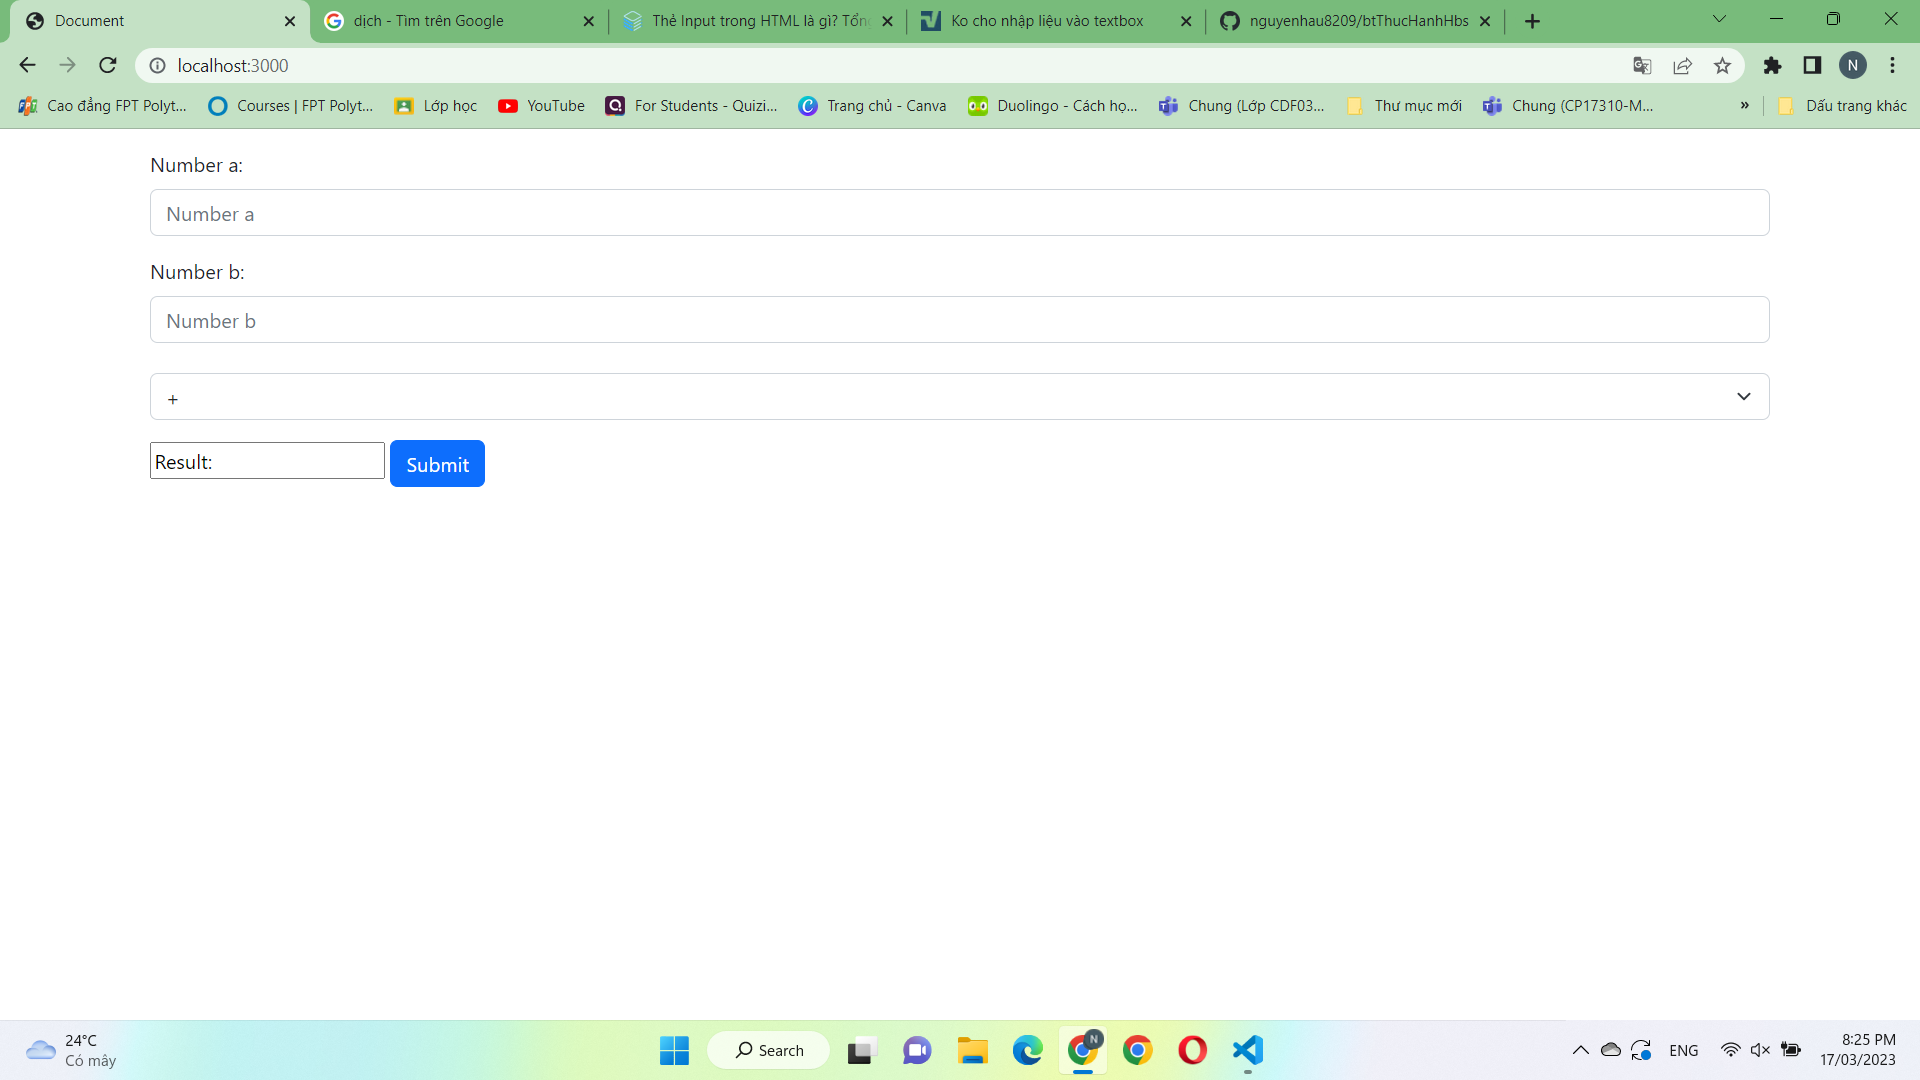 Document
dịch - Tìm trên Google
Thẻ Input trong HTML là gì? Tổng
Ko cho nhập liệu vào textbox
nguyenhau8209/btThucHanhHbs
localhost:3000
N
Cao đẳng FPT Polyt...
Courses | FPT Polyt...
Lớp học
YouTube
For Students - Quizi...
Trang chủ - Canva
Duolingo - Cách họ...
Chung (Lớp CDF03...
Thư mục mới
Chung (CP17310-M...
»
Dấu trang khác
Number a:
Number a
Number b:
Number b
+
Result:
Submit
24°C
Có mây
Search
N
ENG
8:25 PM
17/03/2023